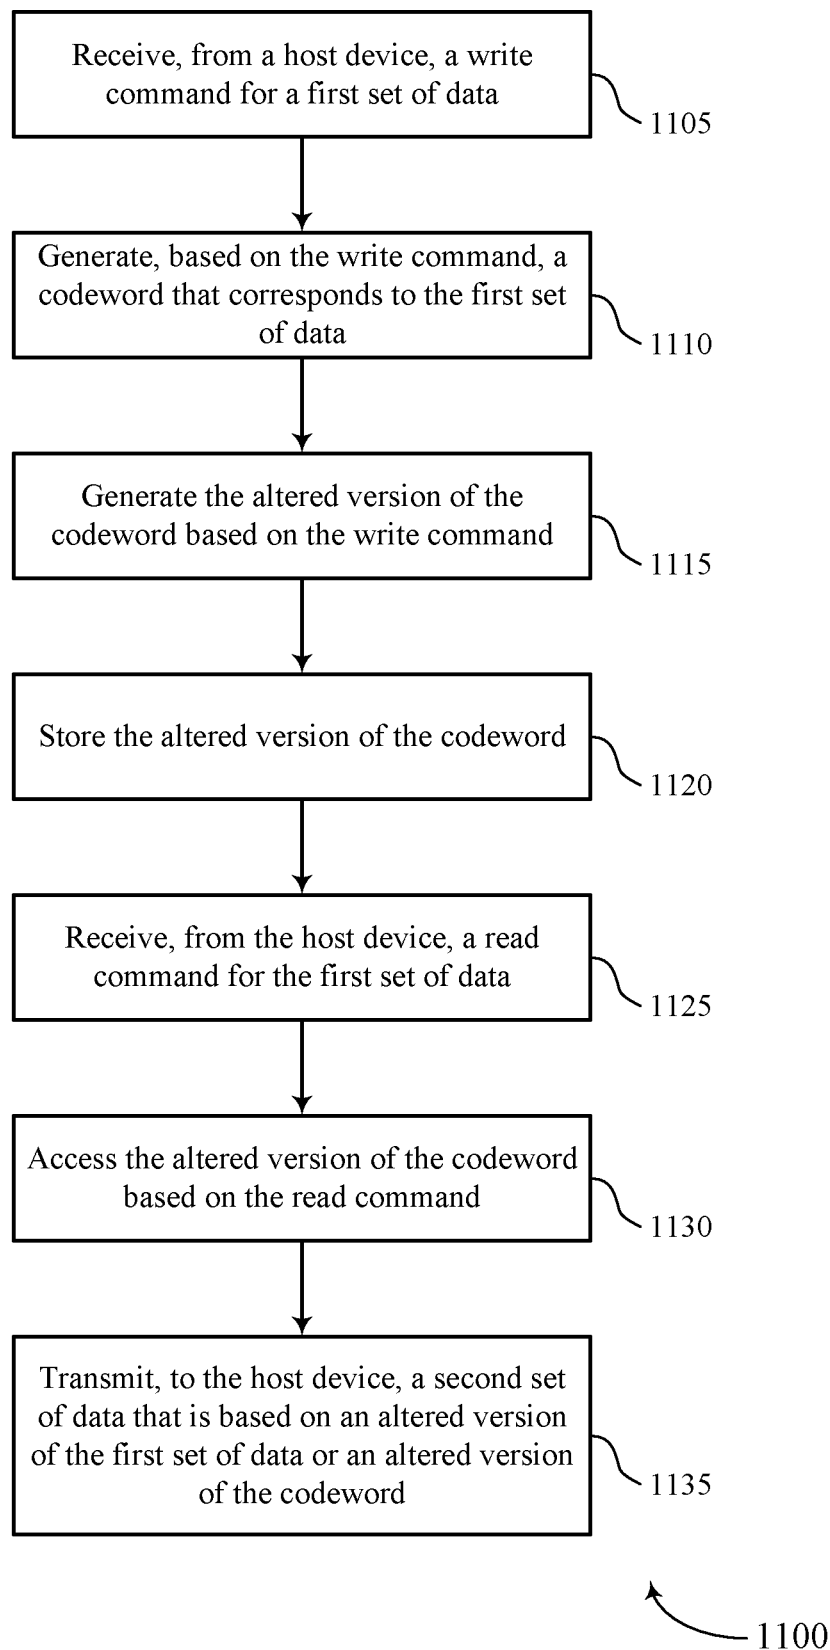 Receive, from a host device, a write
command for a first set of data
1105
Generate, based on the write command, a
codeword that corresponds to the first set
of data
1110
Generate the altered version of the
codeword based on the write command
1115
Store the altered version of the codeword
1120
Receive, from the host device, a read
command for the first set of data
1125
Access the altered version of the codeword
based on the read command
1130
Transmit, to the host device, a second set
of data that is based on an altered version
of the first set of data or an altered version
of the codeword
1135
1100